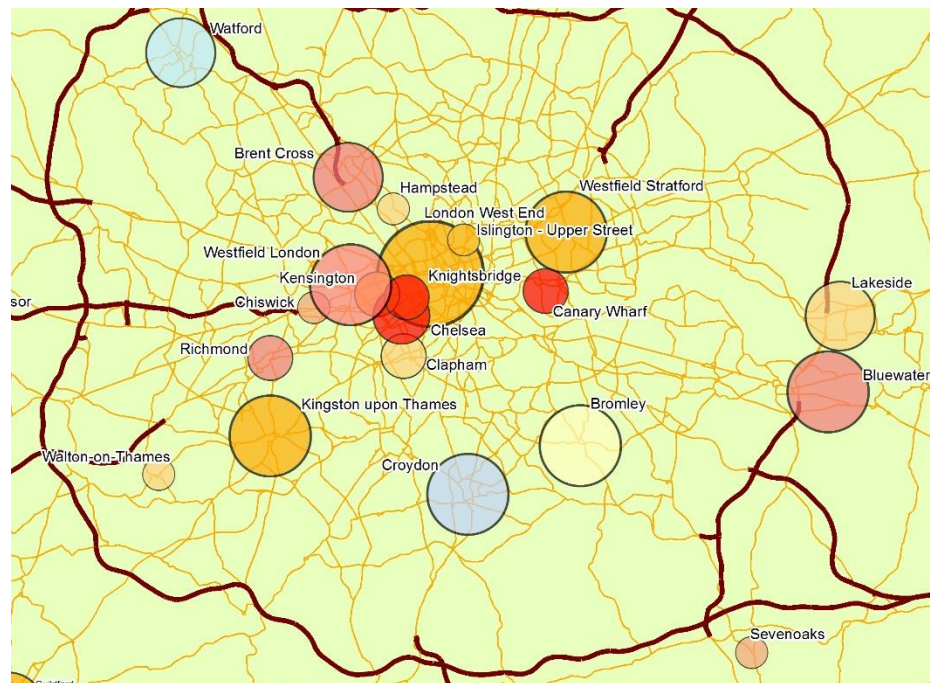 Watford
Brent Cross
Hampstead
Westfield Stratford
London West End
Islington - Upper Street
Westfield London
Kensington
Knightsbridge
Lakeside
sor
Chiswick
Canary Wharf
Chelsea
Richmond
Clapham
Bluewater
Kingston upon Thames
Bromley
Walton-on-Thames
Croydon
Sevenoaks